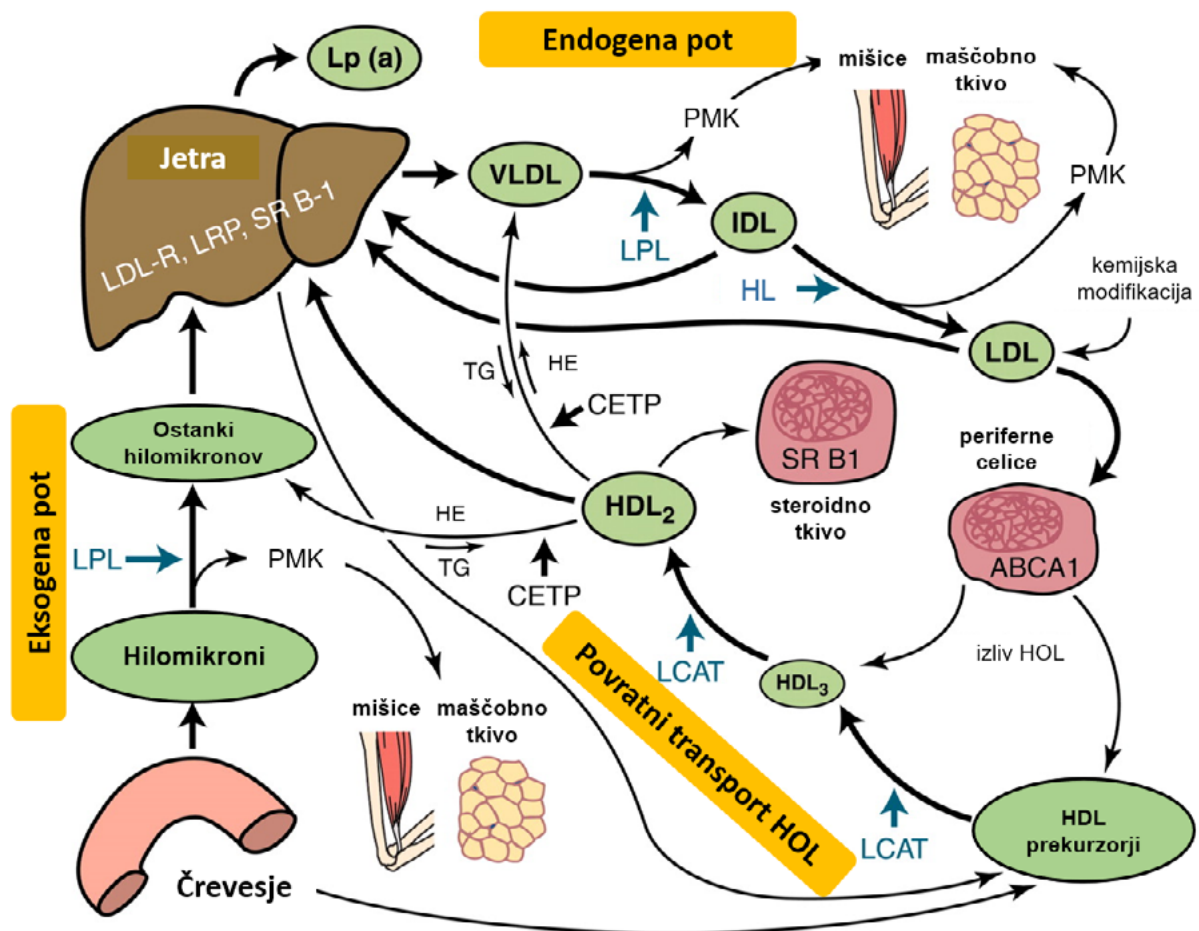 Endogena pot
Lp (a)
mišice
maščobno
tkivo
PMK
Jetra
VLDL
PMK
LDL-R, LRP, SR B-1
IDL
LPL
HL
kemijska
modifikacija
LDL
TG
HE
CETP
SR B1
steroidno
tkivo
periferne
celice
ABCA1
Eksogena pot
Ostanki
hilomikronov
HE
TG
CETP
HDL2
LPL
PMK
Hilomikroni
LCAT
HDL3
izliv HOL
Povratni transport HOL
mišice
maščobno
tkivo
LCAT
HDL
prekurzorji
Črevesje